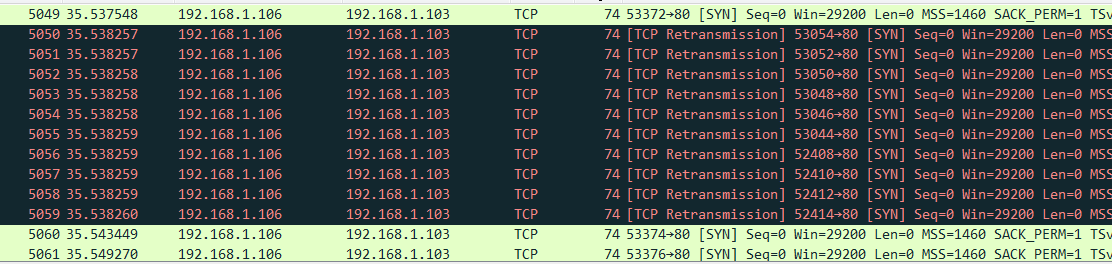 5049 35.537548 192.168.1.106 192.168.1.103 TCP 74 53372→80 [SYN] Seq=0 Win=29200 Len=0 MSS=1460 SACK_PERM=1 TSv
5050 35.538257 192.168.1.106 192.168.1.103 TCP 74 [TCP Retransmission] 53054→80 [SYN] Seq=0 Win=29200 Len=0 MSS
5051 35.538257 192.168.1.106 192.168.1.103 TCP 74 [TCP Retransmission] 53052→80 [SYN] Seq=0 Win=29200 Len=0 MSS
5052 35.538258 192.168.1.106 192.168.1.103 TCP 74 [TCP Retransmission] 53050→80 [SYN] Seq=0 Win=29200 Len=0 MSS
5053 35.538258 192.168.1.106 192.168.1.103 TCP 74 [TCP Retransmission] 53048→80 [SYN] Seq=0 Win=29200 Len=0 MSS
5054 35.538258 192.168.1.106 192.168.1.103 TCP 74 [TCP Retransmission] 53046→80 [SYN] Seq=0 Win=29200 Len=0 MSS
5055 35.538259 192.168.1.106 192.168.1.103 TCP 74 [TCP Retransmission] 53044→80 [SYN] Seq=0 Win=29200 Len=0 MSS
5056 35.538259 192.168.1.106 192.168.1.103 TCP 74 [TCP Retransmission] 52408→80 [SYN] Seq=0 Win=29200 Len=0 MSS
5057 35.538259 192.168.1.106 192.168.1.103 TCP 74 [TCP Retransmission] 52410→80 [SYN] Seq=0 Win=29200 Len=0 MSS
5058 35.538259 192.168.1.106 192.168.1.103 TCP 74 [TCP Retransmission] 52412→80 [SYN] Seq=0 Win=29200 Len=0 MSS
5059 35.538260 192.168.1.106 192.168.1.103 TCP 74 [TCP Retransmission] 52414→80 [SYN] Seq=0 Win=29200 Len=0 MSS
5060 35.543449 192.168.1.106 192.168.1.103 TCP 74 53374→80 [SYN] Seq=0 Win=29200 Len=0 MSS=1460 SACK_PERM=1 TSv
5061 35.549270 192.168.1.106 192.168.1.103 TCP 74 53376→80 [SYN] Seq=0 Win=29200 Len=0 MSS=1460 SACK_PERM=1 TSv